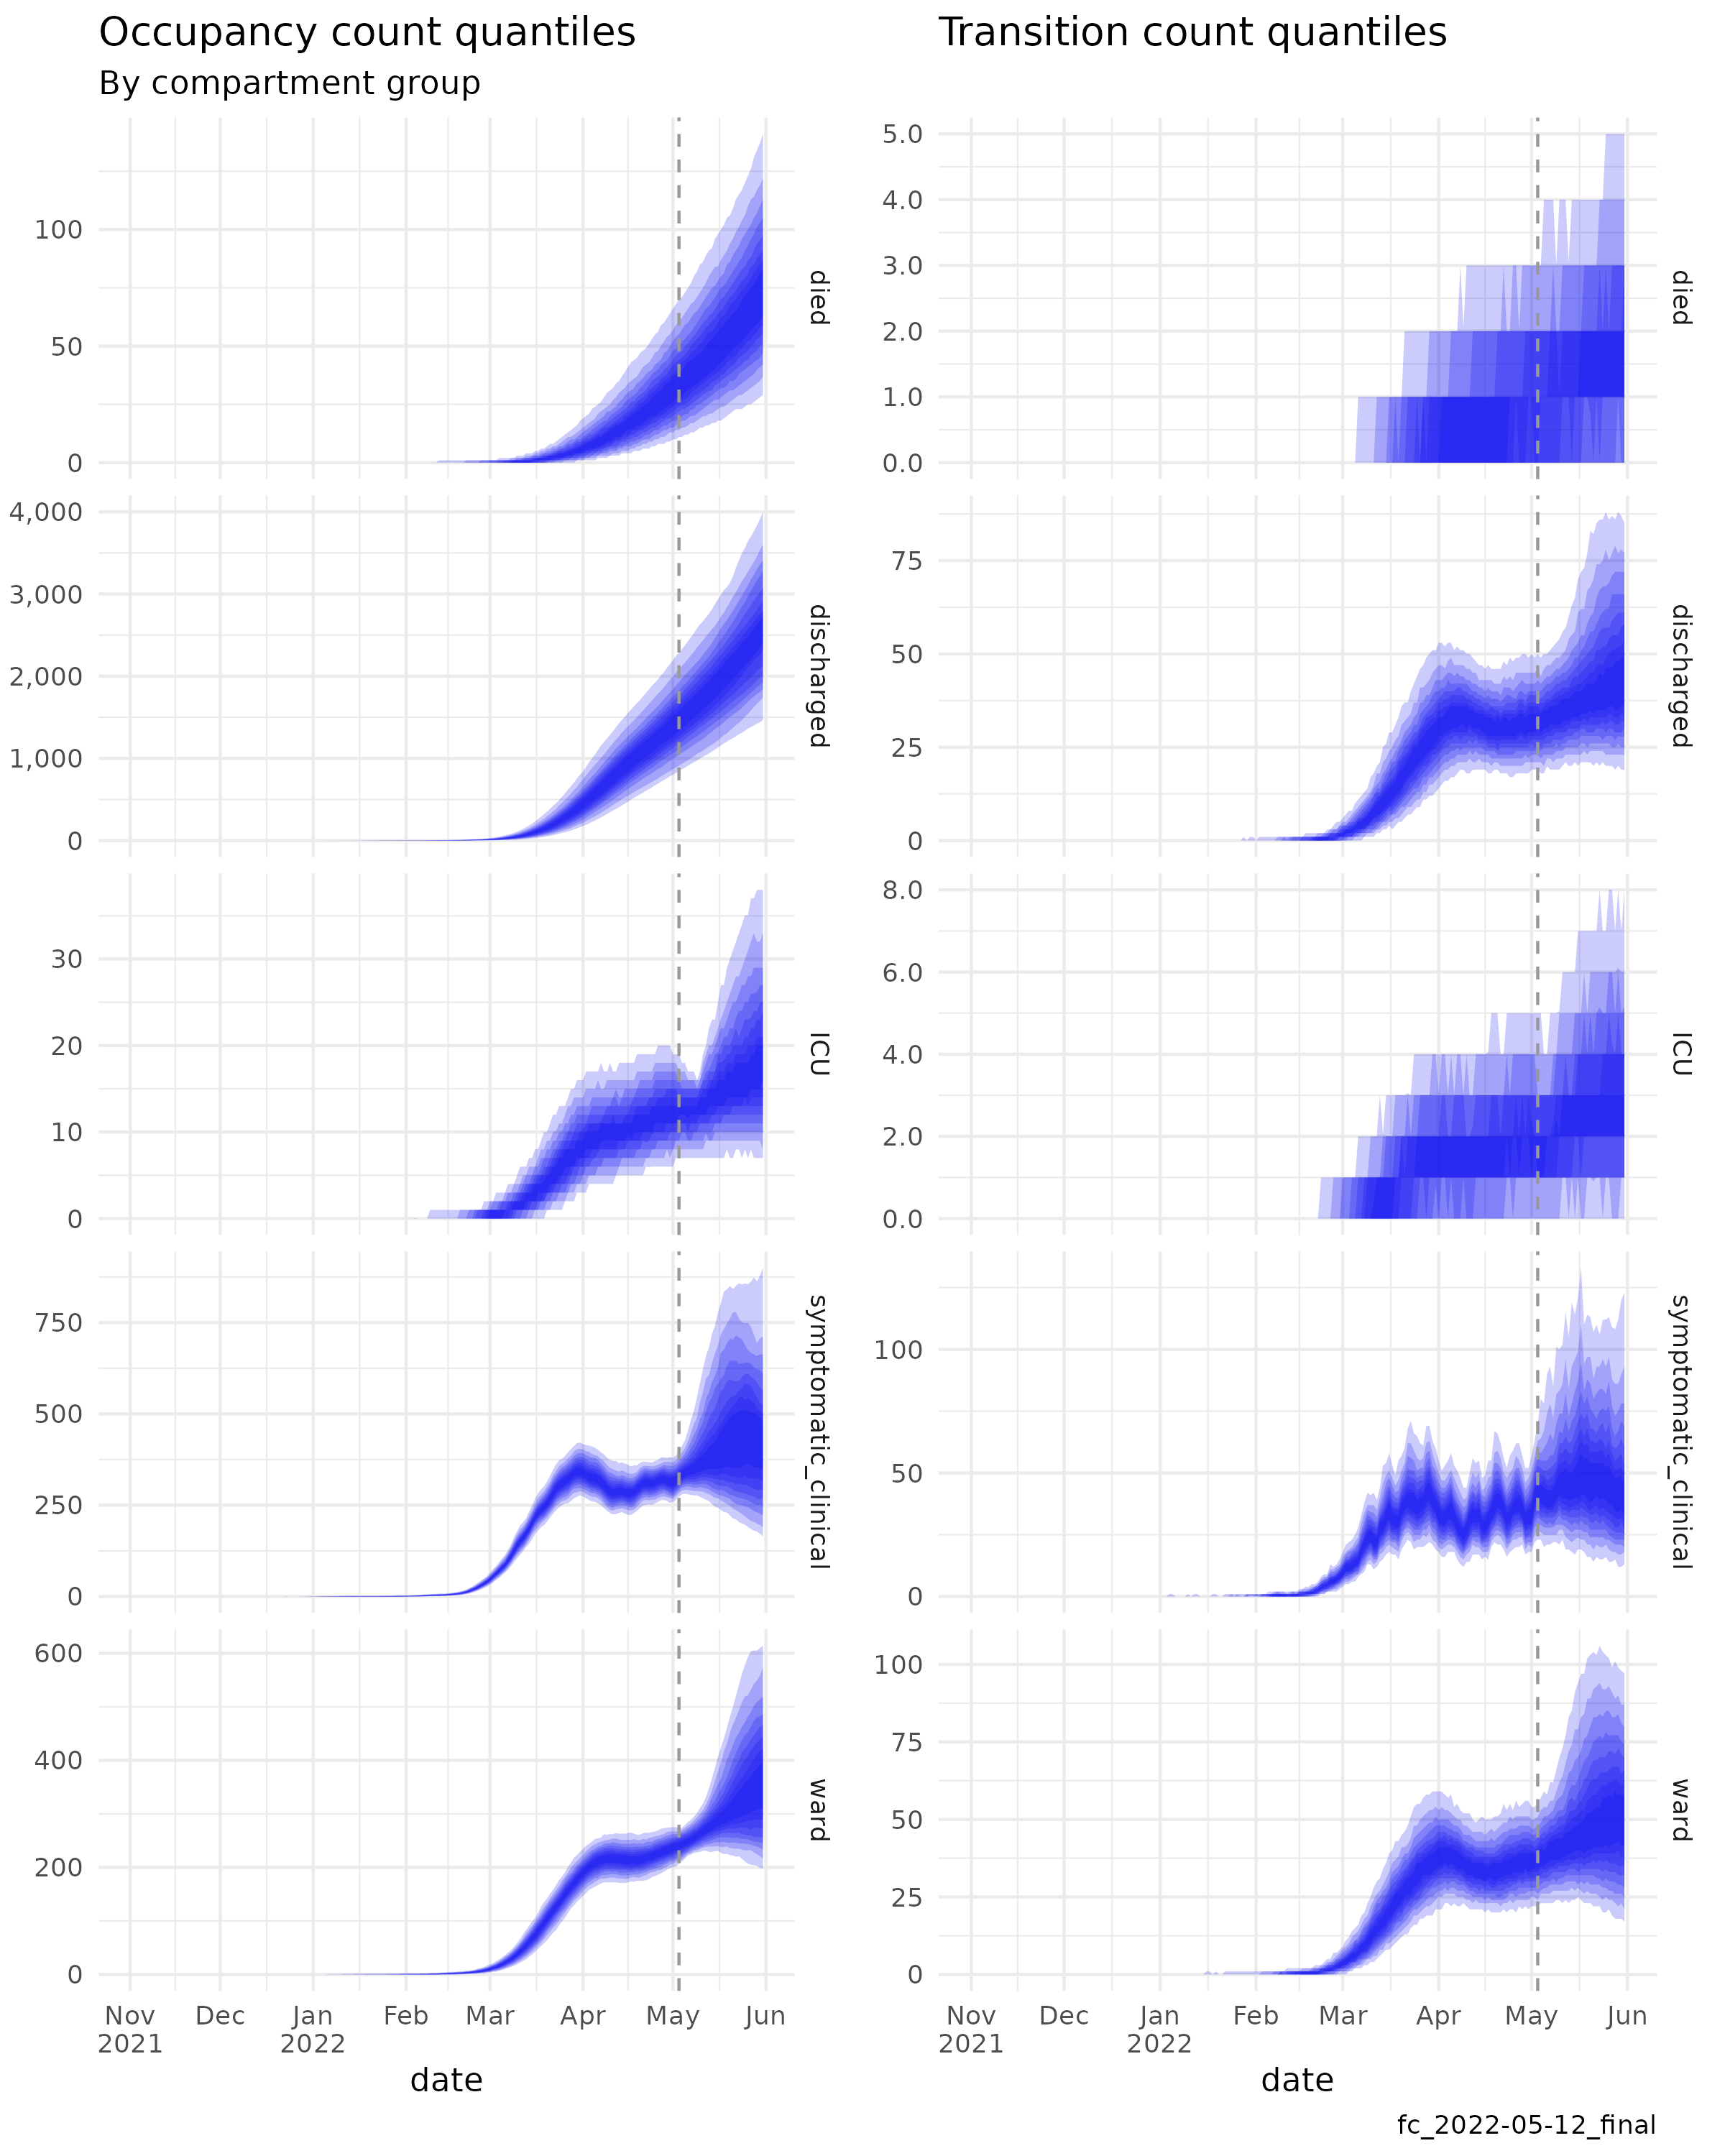 Occupancy count quantiles
By compartment group
100
50
0
died
4,000
3,000
2,000
1,000
0
discharged
30
20
10
0
ICU
750
500
250
0
symptomatic_clinical
600
400
200
0
ward
Nov Dec Jan Feb Mar Apr May Jun
2021 2022
date
Transition count quantiles
5.0
4.0
3.0
2.0
1.0
0.0
died
75
50
25
0
discharged
8.0
6.0
4.0
2.0
0.0
ICU
100
50
0
symptomatic_clinical
100
75
50
25
0
ward
Nov Dec Jan Feb Mar Apr May Jun
2021 2022
date
fc_2022-05-12_final